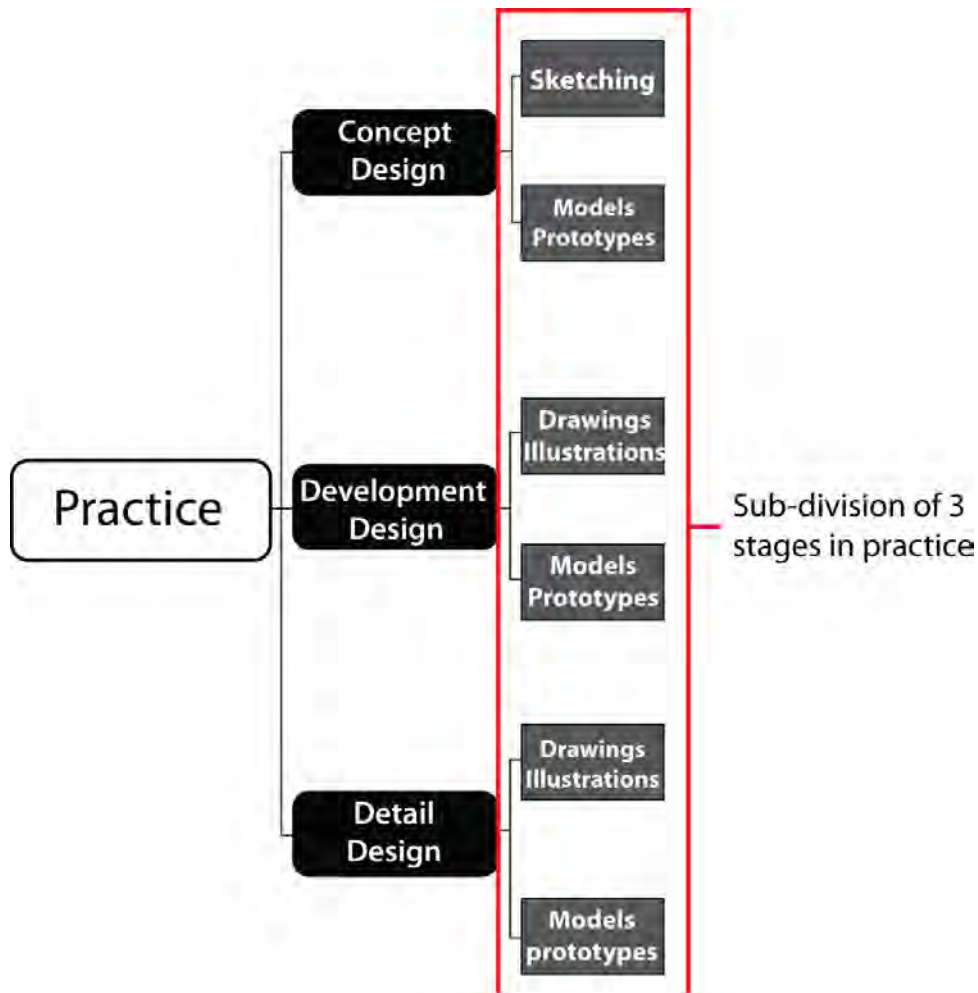 Sketching
Concept
Design
Models
Prototypes
Drawings
Illustrations
Practice
Development
Design
Sub-division of 3
stages in practice
Models
Prototypes
Drawings
Illustrations
Detail
Design
Models
prototypes